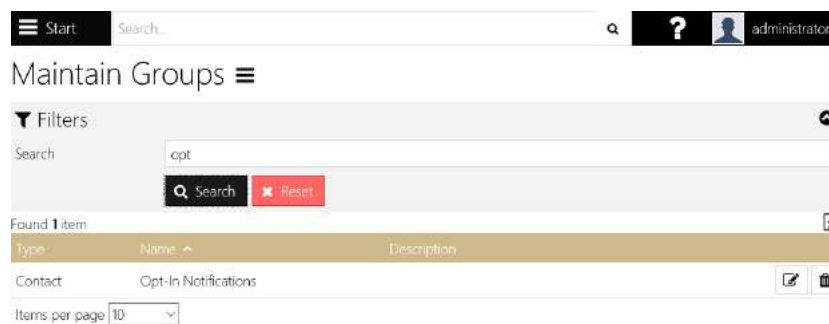 Start Search... ? administrator
Maintain Groups
Filters
Search opt
Search Reset
Found 1 item
Type Name Description
Contact Opt-In Notifications
Items per page 10